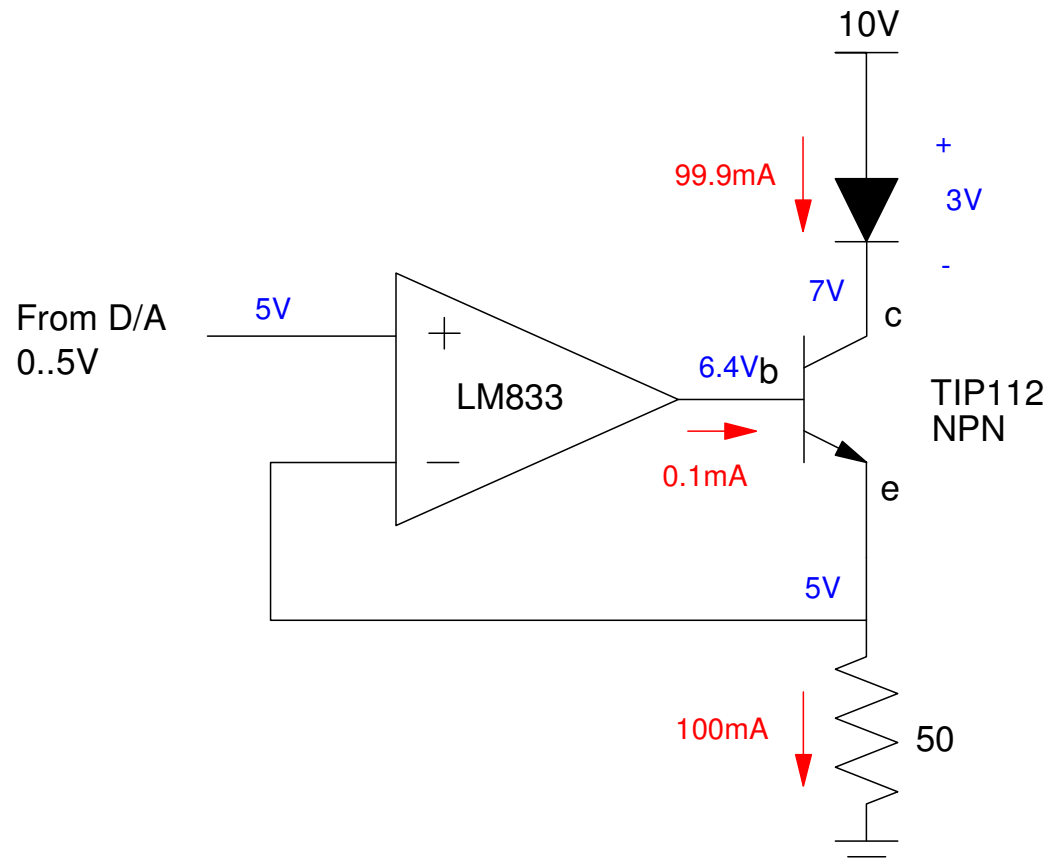 10V
+
99.9mA
3V
-
7V
c
From D/A
0..5V
5V
+
LM833
−
6.4V
b
0.1mA
TIP112
NPN
e
5V
100mA
50